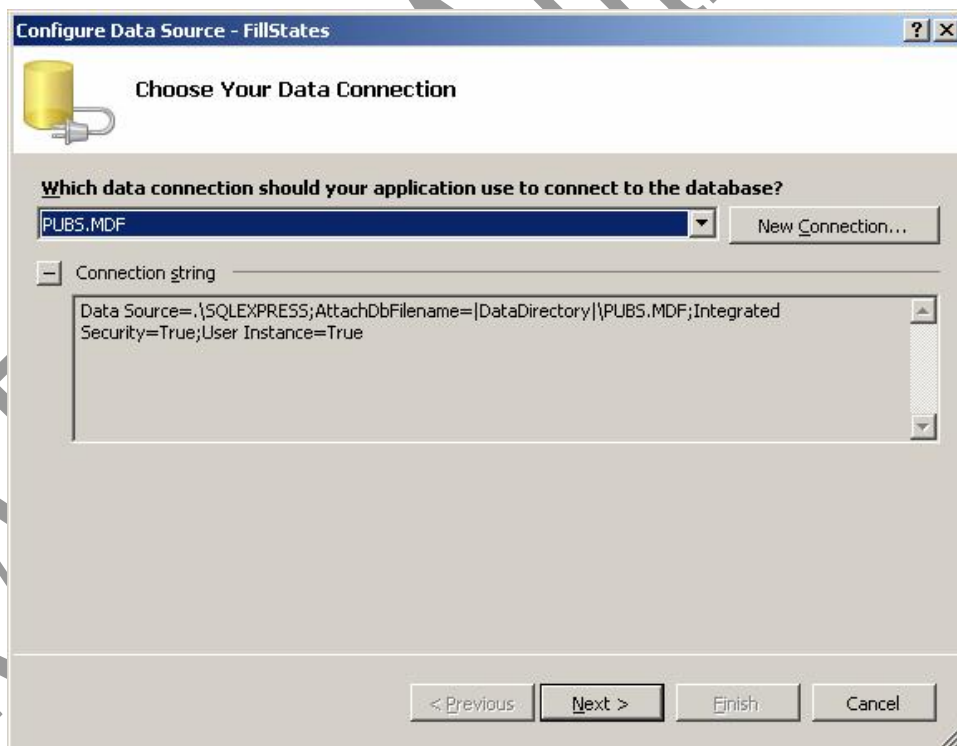 Configure Data Source - FillStates
Choose Your Data Connection
Which data connection should your application use to connect to the database?
PUBS.MDF
New Connection...
Connection string
Data Source=.\SQLEXPRESS;AttachDbFilename=|DataDirectory|\PUBS.MDF;Integrated
Security=True;User Instance=True
< Previous
Next >
Finish
Cancel